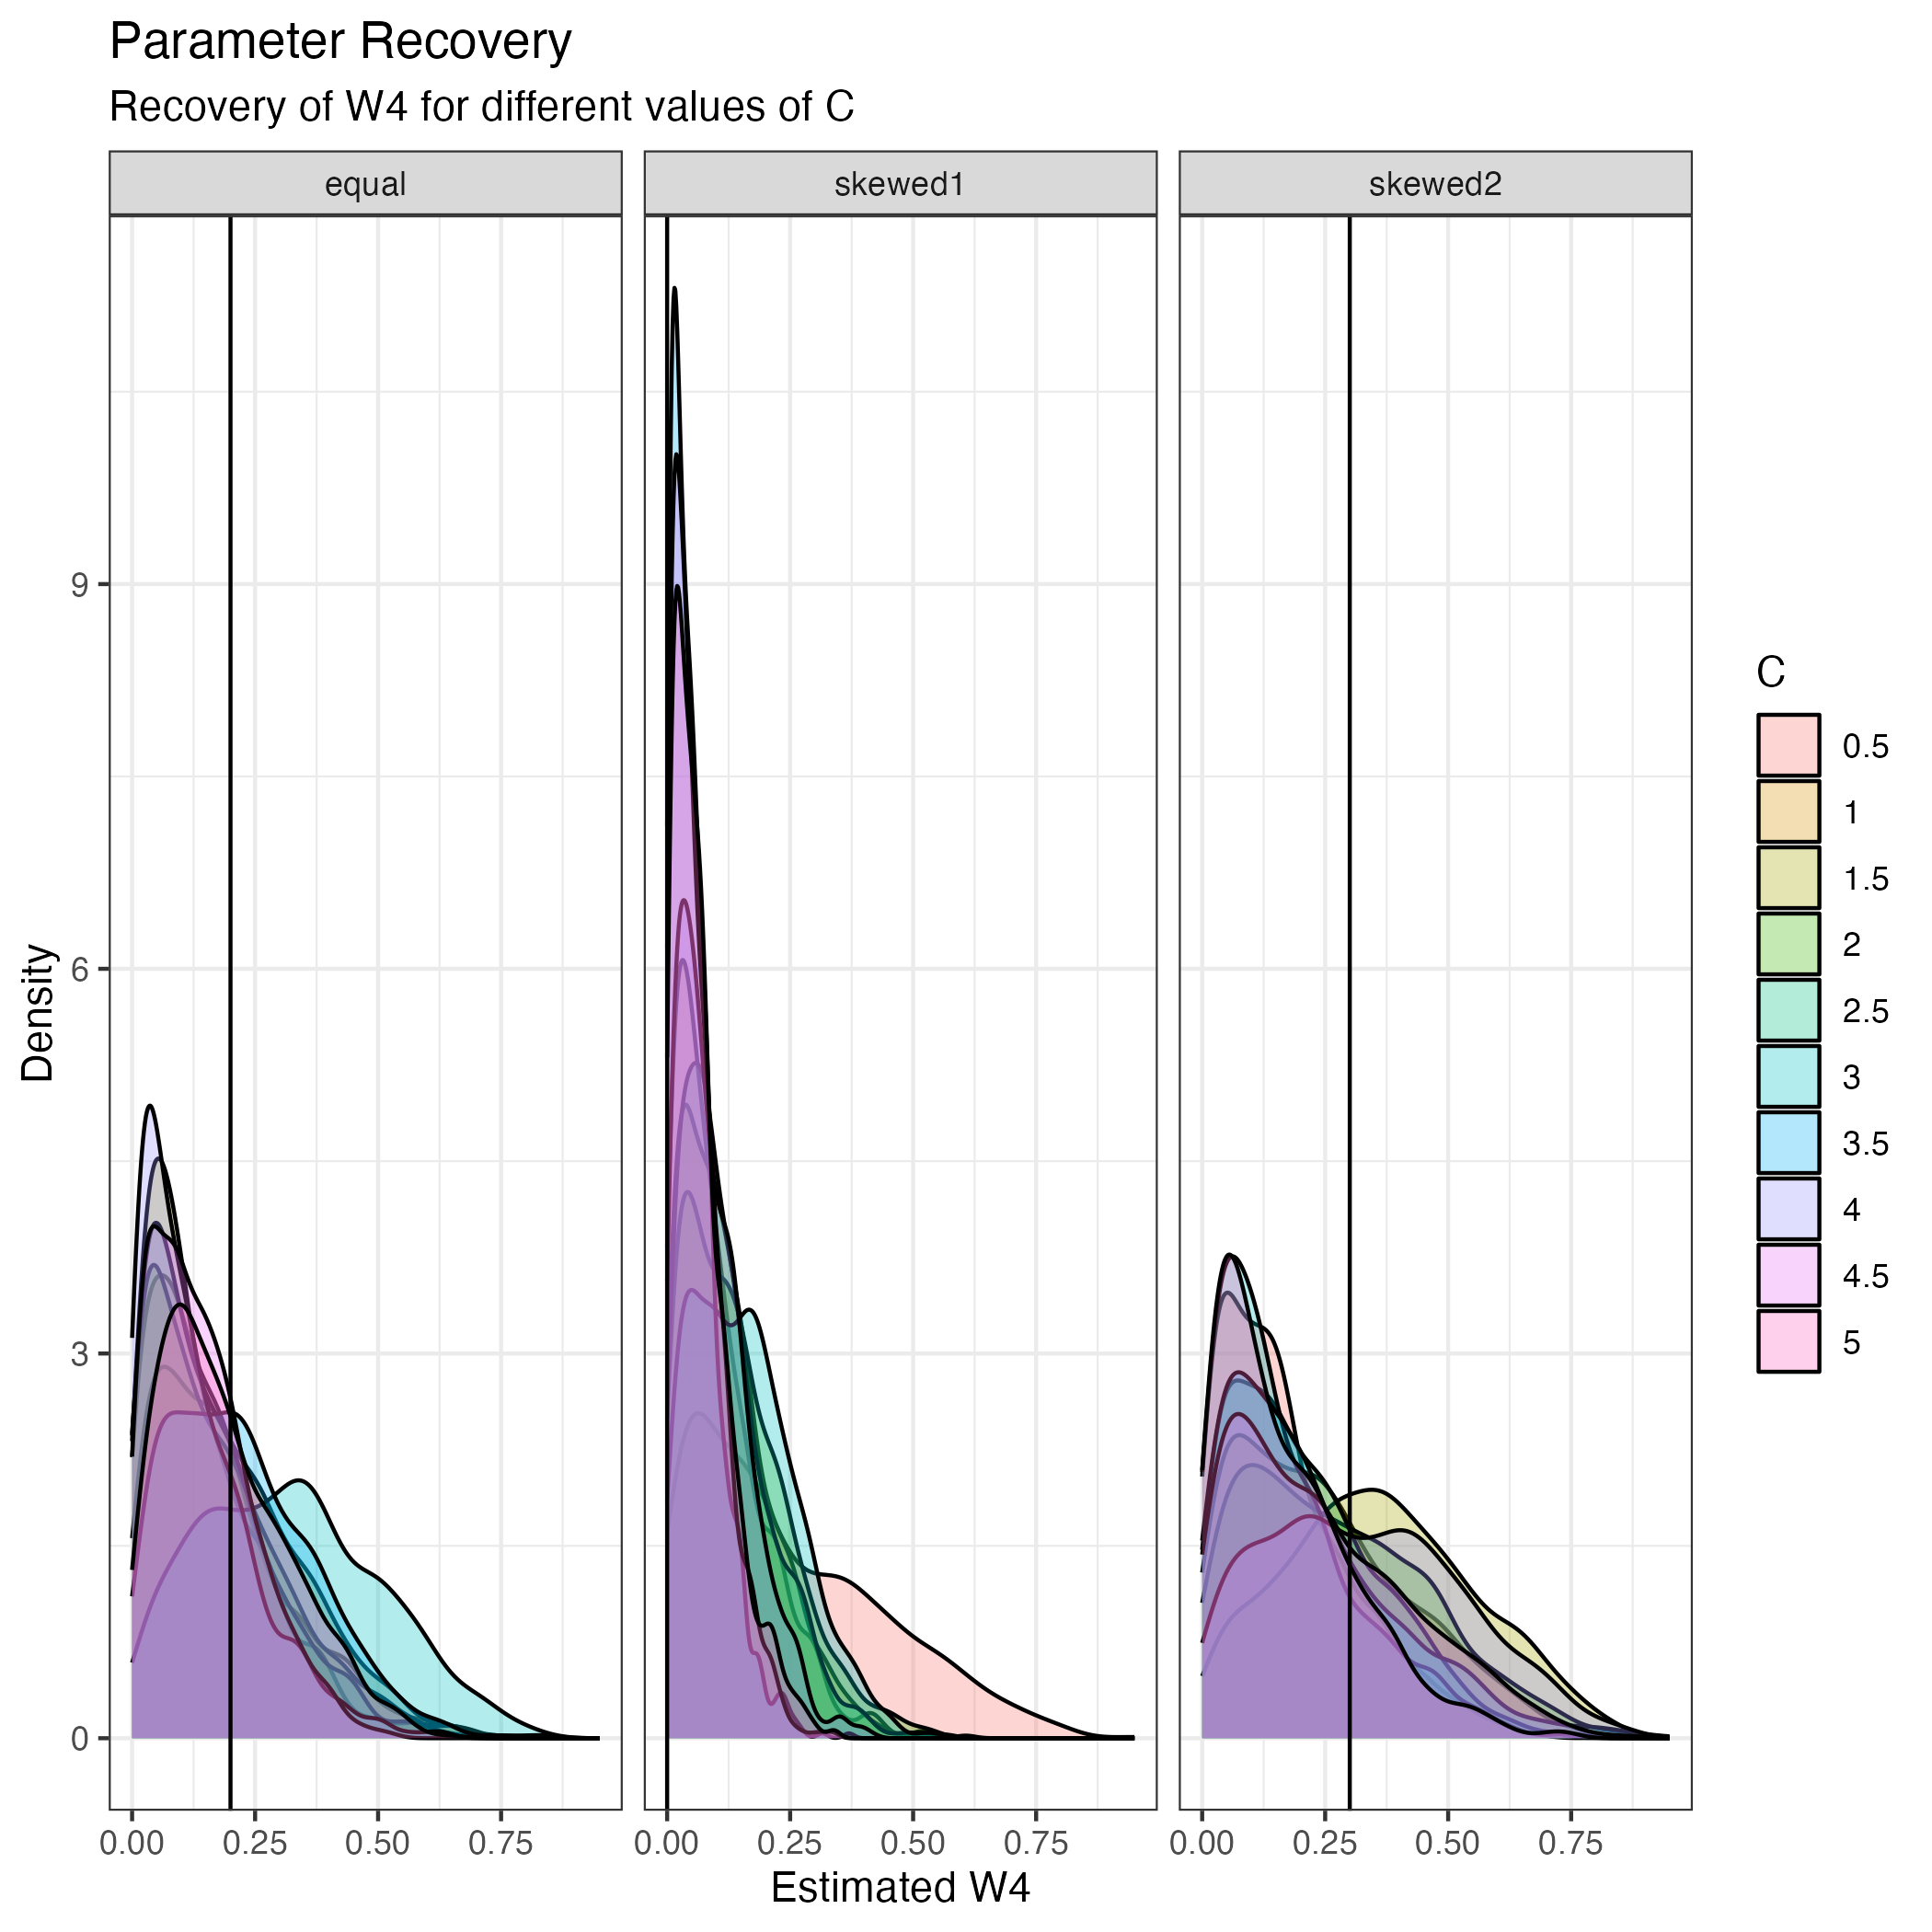 Parameter Recovery
Recovery of W4 for different values of C
equal
skewed1
skewed2
Density
9
6
3
0
0.00 0.25 0.50 0.75
0.00 0.25 0.50 0.75
0.00 0.25 0.50 0.75
Estimated W4
C
0.5
1
1.5
2
2.5
3
3.5
4
4.5
5